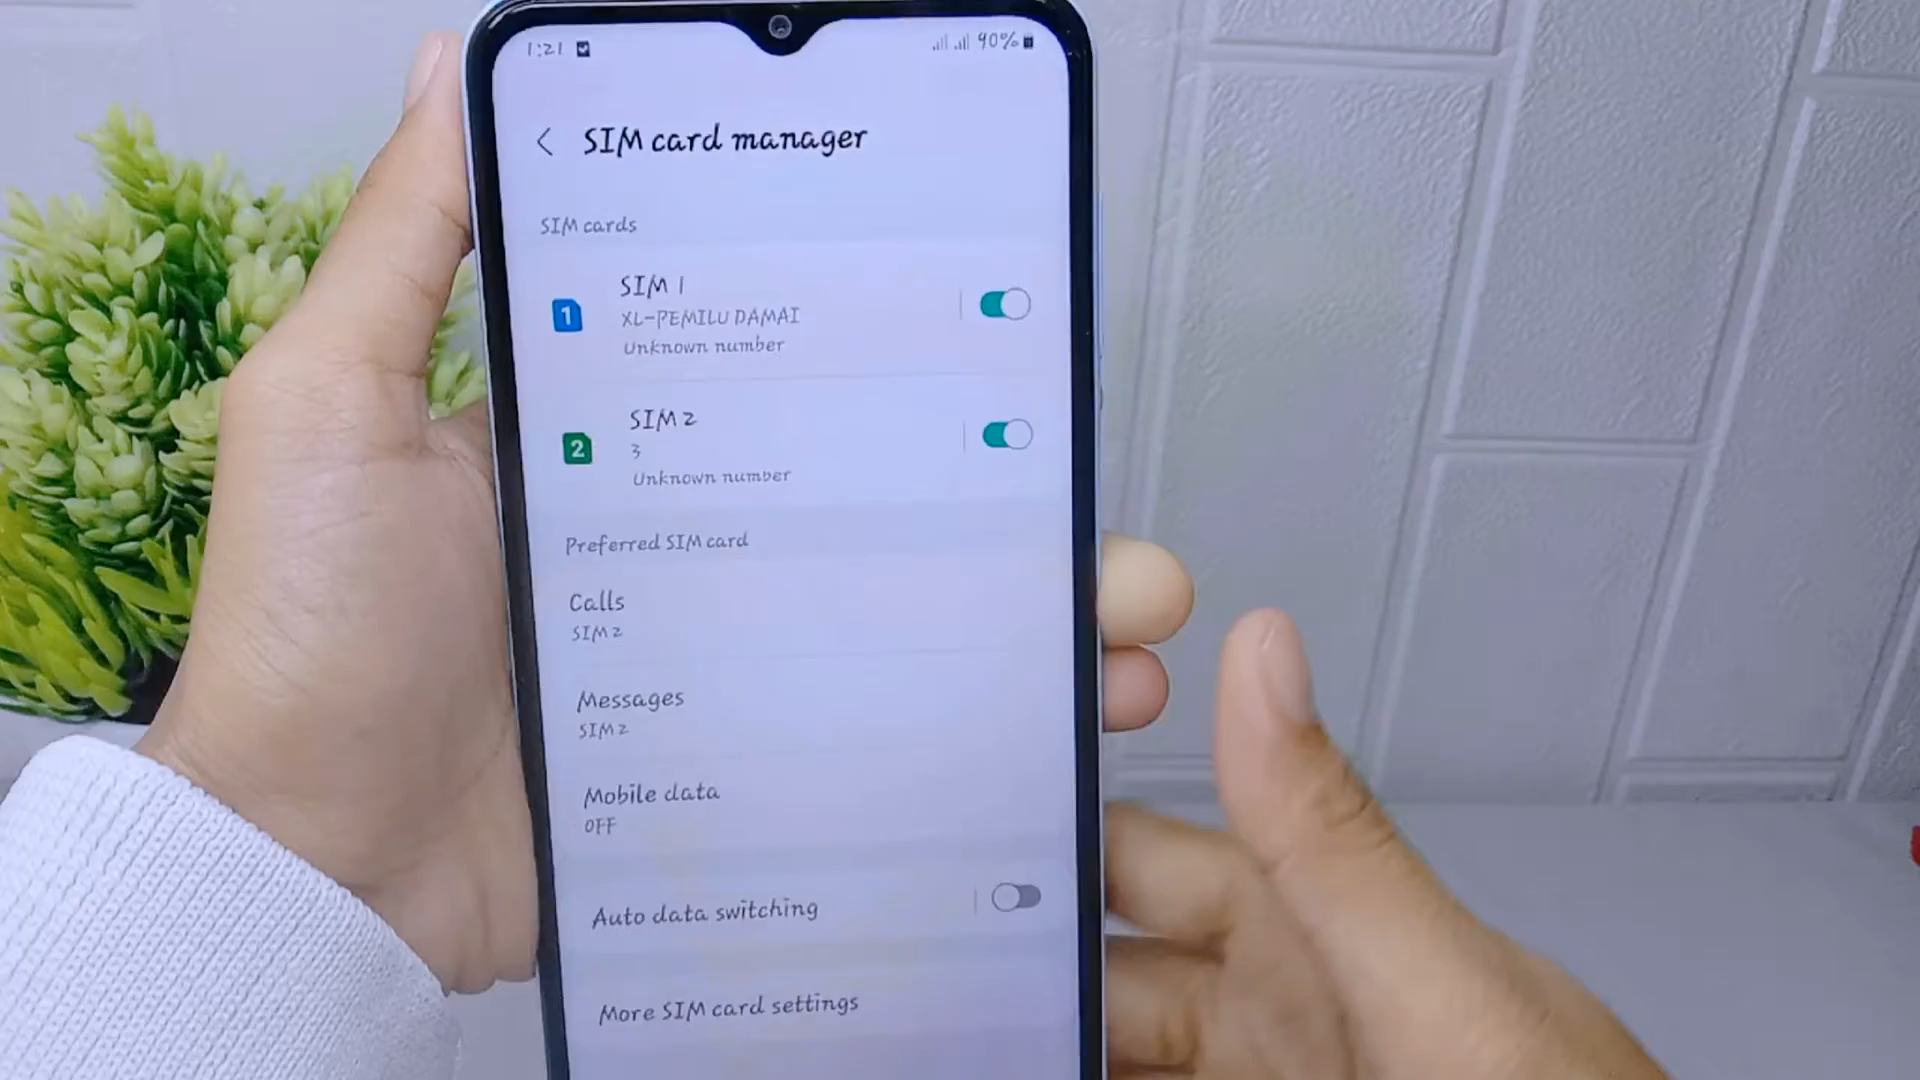 1:21 90%
SIM card manager
SIM cards
1 SIM 1
XL-PEMILU DAMAI
Unknown number
2 SIM 2
3
Unknown number
Preferred SIM card
Calls
SIM 2
Messages
SIM 2
Mobile data
OFF
Auto data switching
More SIM card settings